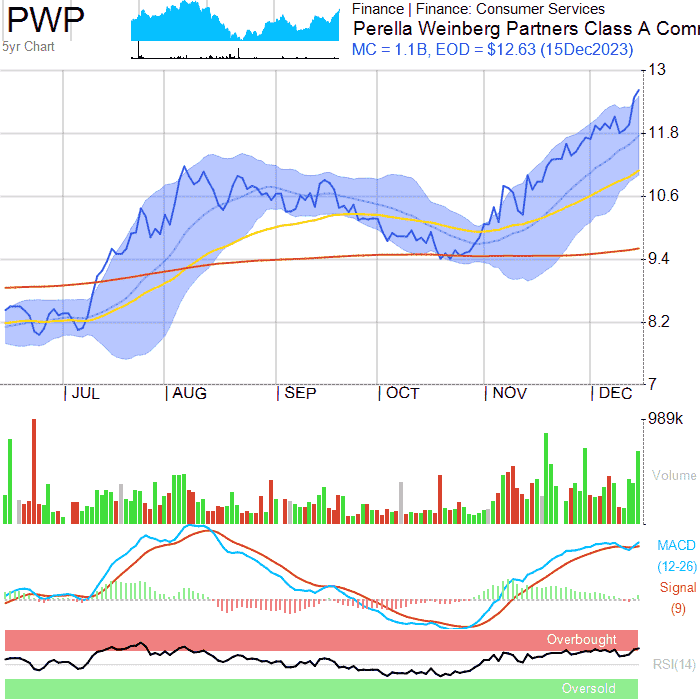 PWP
5yr Chart
Finance | Finance: Consumer Services
Perella Weinberg Partners Class A Com
MC = 1.1B, EOD = $12.63 (15Dec2023)
13
11.8
10.6
9.4
8.2
7
JUL AUG SEP OCT NOV DEC
989k
Volume
MACD
(12-26)
Signal
(9)
Overbought
RSI(14)
Oversold